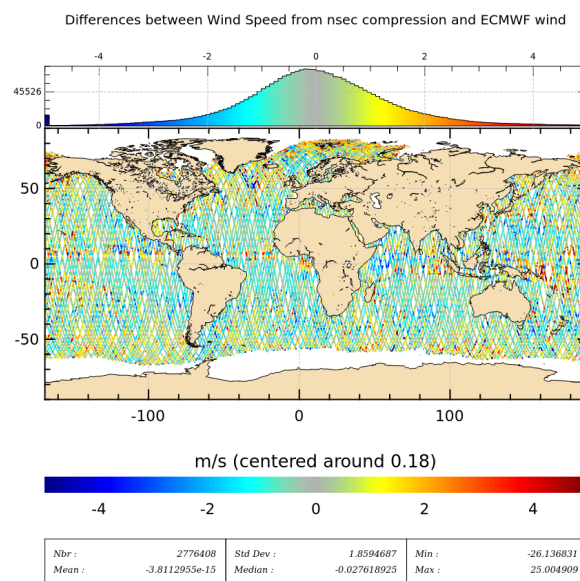 Differences between Wind Speed from nsec compression and ECMWF wind
-4 -2 0 2 4
45526
0
50
0
-50
-100 0 100
m/s (centered around 0.18)
-4 -2 0 2 4
Nbr : 2776408 Std Dev : 1.8594687 Min : -26.136831
Mean : -3.8112955e-15 Median : -0.027618925 Max : 25.004909